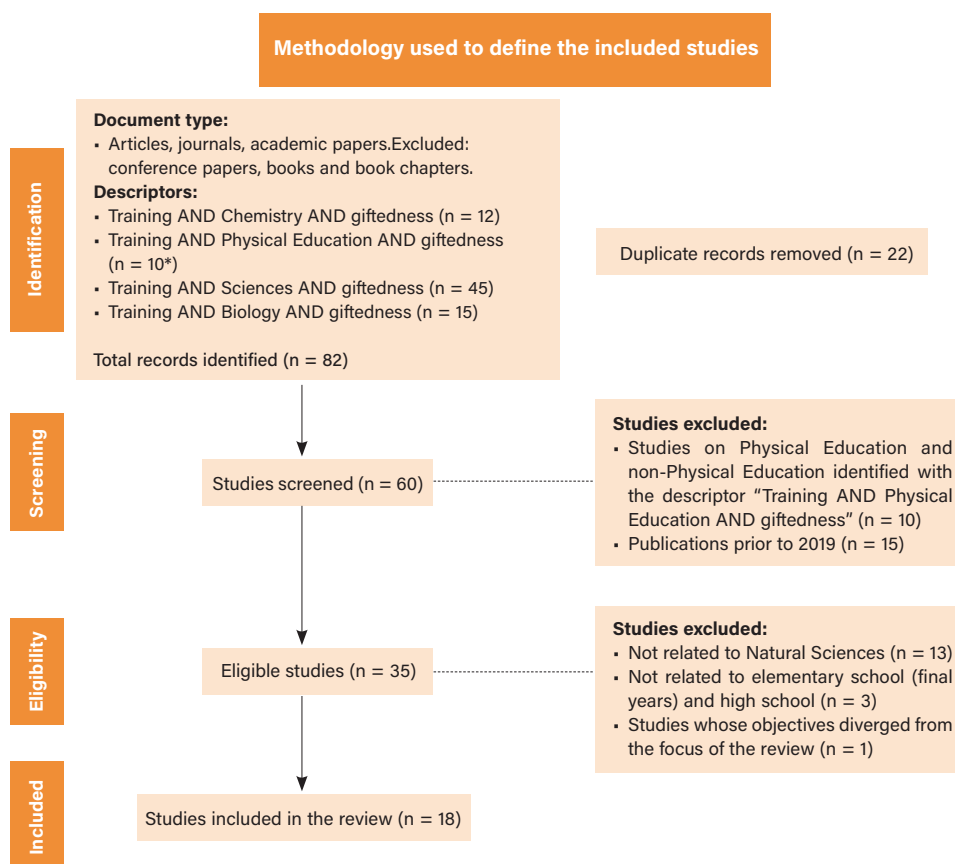 Methodology used to define the included studies
Identification
Document type:
▪ Articles, journals, academic papers.Excluded:
conference papers, books and book chapters.
Descriptors:
▪ Training AND Chemistry AND giftedness (n = 12)
▪ Training AND Physical Education AND giftedness
(n = 10*)
▪ Training AND Sciences AND giftedness (n = 45)
▪ Training AND Biology AND giftedness (n = 15)
Total records identified (n = 82)
Duplicate records removed (n = 22)
Screening
Studies screened (n = 60)
Studies excluded:
▪ Studies on Physical Education and
non-Physical Education identified with
the descriptor “Training AND Physical
Education AND giftedness” (n = 10)
▪ Publications prior to 2019 (n = 15)
Eligibility
Eligible studies (n = 35)
Studies excluded:
▪ Not related to Natural Sciences (n = 13)
▪ Not related to elementary school (final
years) and high school (n = 3)
▪ Studies whose objectives diverged from
the focus of the review (n = 1)
Included
Studies included in the review (n = 18)